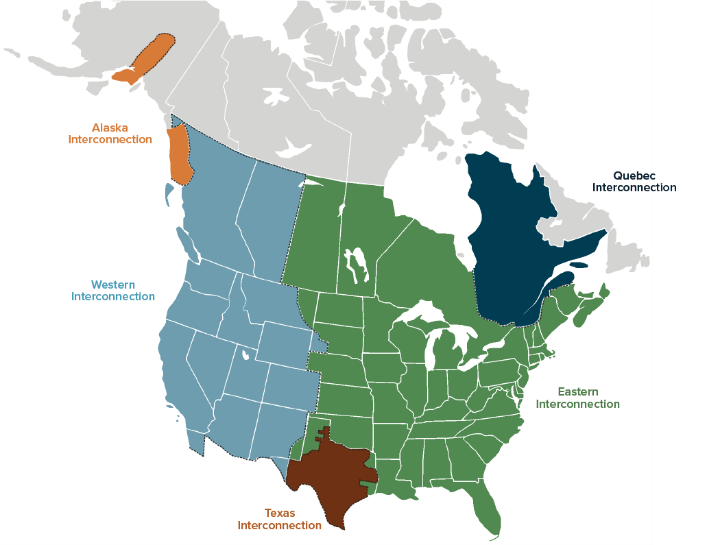 Alaska
Interconnection
Quebec
Interconnection
Western
Interconnection
Eastern
Interconnection
Texas
Interconnection